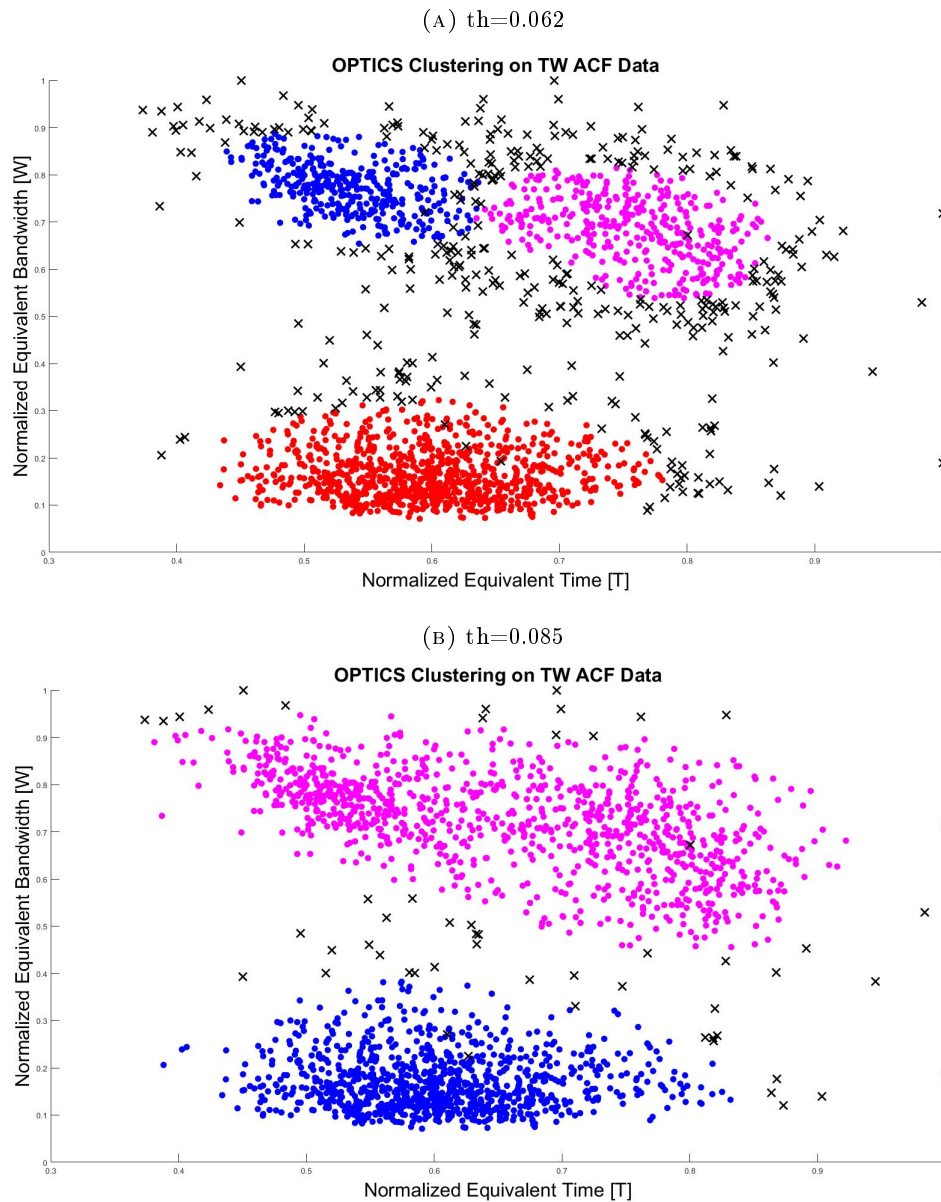 (A) th=0.062
OPTICS Clustering on TW ACF Data
Normalized Equivalent Bandwidth [W]
1
0.9
0.8
0.7
0.6
0.5
0.4
0.3
0.2
0.1
0
0.3 0.4 0.5 0.6 0.7 0.8 0.9
Normalized Equivalent Time [T]
(B) th=0.085
OPTICS Clustering on TW ACF Data
Normalized Equivalent Bandwidth [W]
1
0.9
0.8
0.7
0.6
0.5
0.4
0.3
0.2
0.1
0
0.3 0.4 0.5 0.6 0.7 0.8 0.9
Normalized Equivalent Time [T]